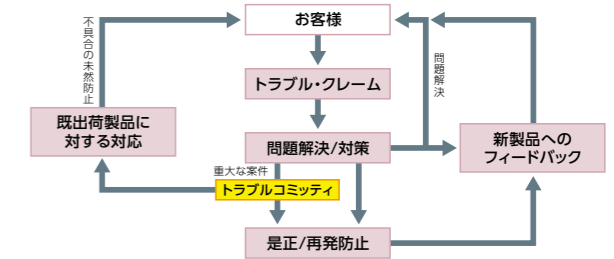 お客様
トラブル・クレーム
問題解決/対策
重大な案件
トラブルコミッティ
是正/再発防止
不具合の未然防止
既出荷製品に
対する対応
問題解決
新製品への
フィードバック